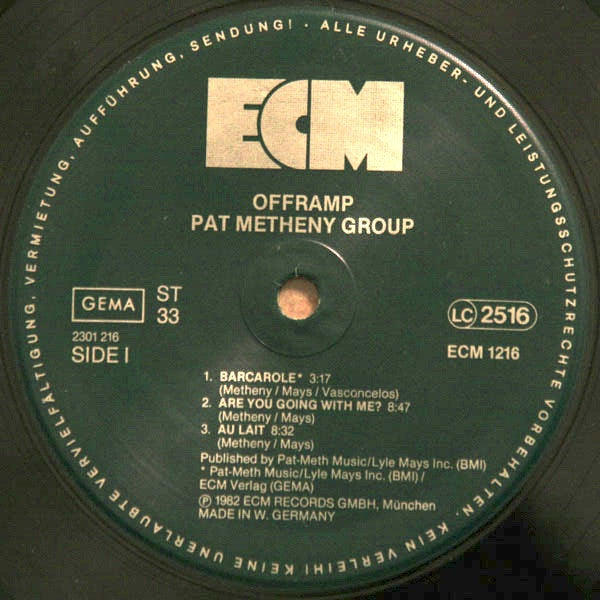 ALLE URHEBER- UND LEISTUNGSSCHUTZRECHTE VORBEHALTEN. KEIN VERLEIH! KEINE UNERLAUBTE VERVIELFÄLTIGUNG, VERMIETUNG, AUFFÜHRUNG, SENDUNG! ·
ECM
OFFRAMP
PAT METHENY GROUP
GEMA
ST
33
LC 2516
2301 216
SIDE I
ECM 1216
1. BARCAROLE* 3:17
(Metheny / Mays / Vasconcelos)
2. ARE YOU GOING WITH ME? 8:47
(Metheny / Mays)
3. AU LAIT 8:32
(Metheny / Mays)
Published by Pat-Meth Music/Lyle Mays Inc. (BMI)
* Pat-Meth Music/Lyle Mays Inc. (BMI) /
ECM Verlag (GEMA)
Ⓟ 1982 ECM RECORDS GMBH, München
MADE IN W. GERMANY